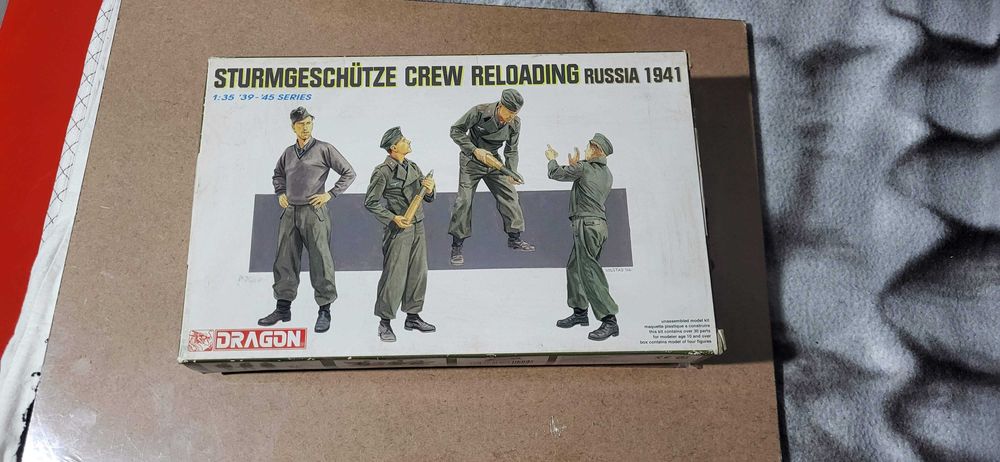 STURMGESCHÜTZE CREW RELOADING RUSSIA 1941
1:35 '39-'45 SERIES
DRAGON
unassembled model kit
maquette plastique a construire
this kit contains over 30 parts
for modeler age 10 and over
box contains model of four figures